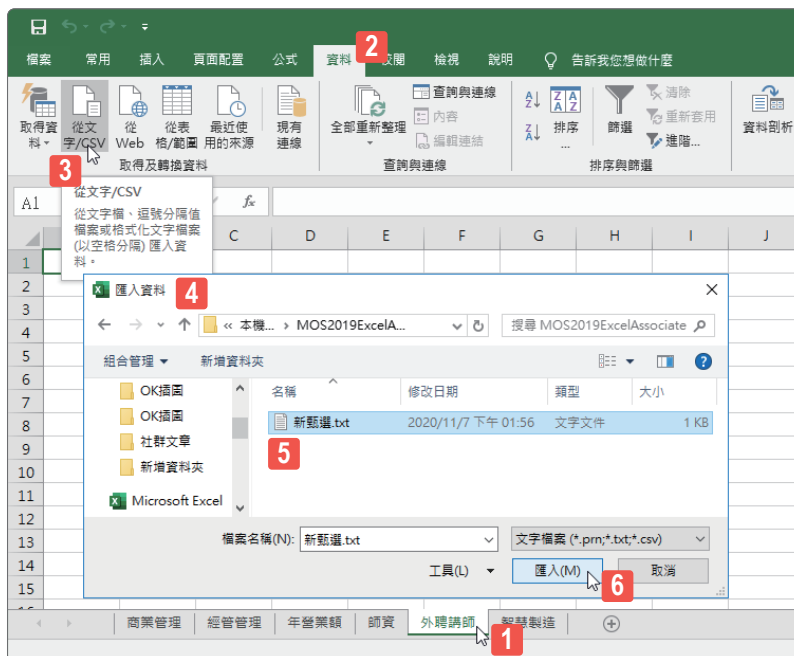 檔案 常用 插入 頁面配置 公式 資料 2 校閱 檢視 說明 告訴我您想做什麼
取得資料 從文字/CSV 從 Web 從表格/範圍 最近使用的來源 現有連線 全部重新整理 查詢與連線 內容 編輯連結 排序... 篩選 清除 重新套用 進階... 資料剖析
3 取得及轉換資料 查詢與連線 排序與篩選
A1 fx
從文字/CSV
從文字檔、逗號分隔值
檔案或格式化文字檔案
(以空格分隔) 匯入資
料。
C D E F G H I J
1
2
3
4
5
6
7
8
9
10
11
12
13
14
15
匯入資料 4
« 本機... › MOS2019ExcelA... 搜尋 MOS2019ExcelAssociate
組合管理 新增資料夾
OK插圖 名稱 修改日期 類型 大小
OK插圖 新甄選.txt 2020/11/7 下午 01:56 文字文件 1 KB
社群文章 5
新增資料夾
Microsoft Excel
檔案名稱(N): 新甄選.txt 文字檔案 (*.prn;*.txt;*.csv)
工具(L) 匯入(M) 取消
6
商業管理 經營管理 年營業額 師資 外聘講師 智慧製造
1